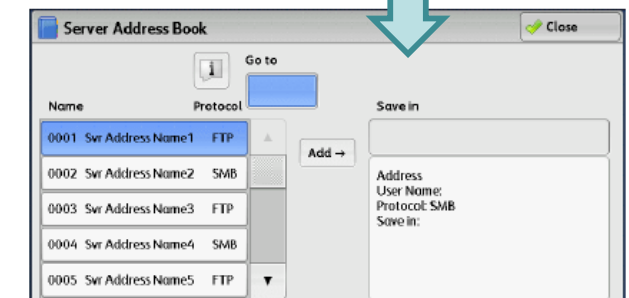 Server Address Book
Close
Go to
Name Protocol
0001 Svr Address Name1 FTP
0002 Svr Address Name2 SMB
0003 Svr Address Name3 FTP
0004 Svr Address Name4 SMB
0005 Svr Address Name5 FTP
Add →
Save in
Address
User Name:
Protocol: SMB
Save in: